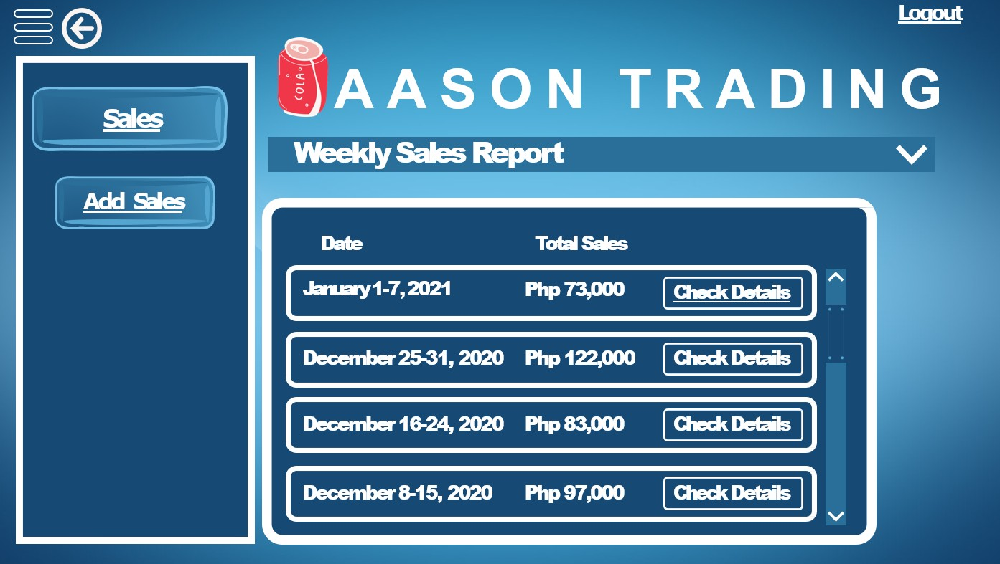 Logout
COLA
AASON TRADING
Sales
Add Sales
Weekly Sales Report
Date Total Sales
January 1-7, 2021 Php 73,000 Check Details
December 25-31, 2020 Php 122,000 Check Details
December 16-24, 2020 Php 83,000 Check Details
December 8-15, 2020 Php 97,000 Check Details